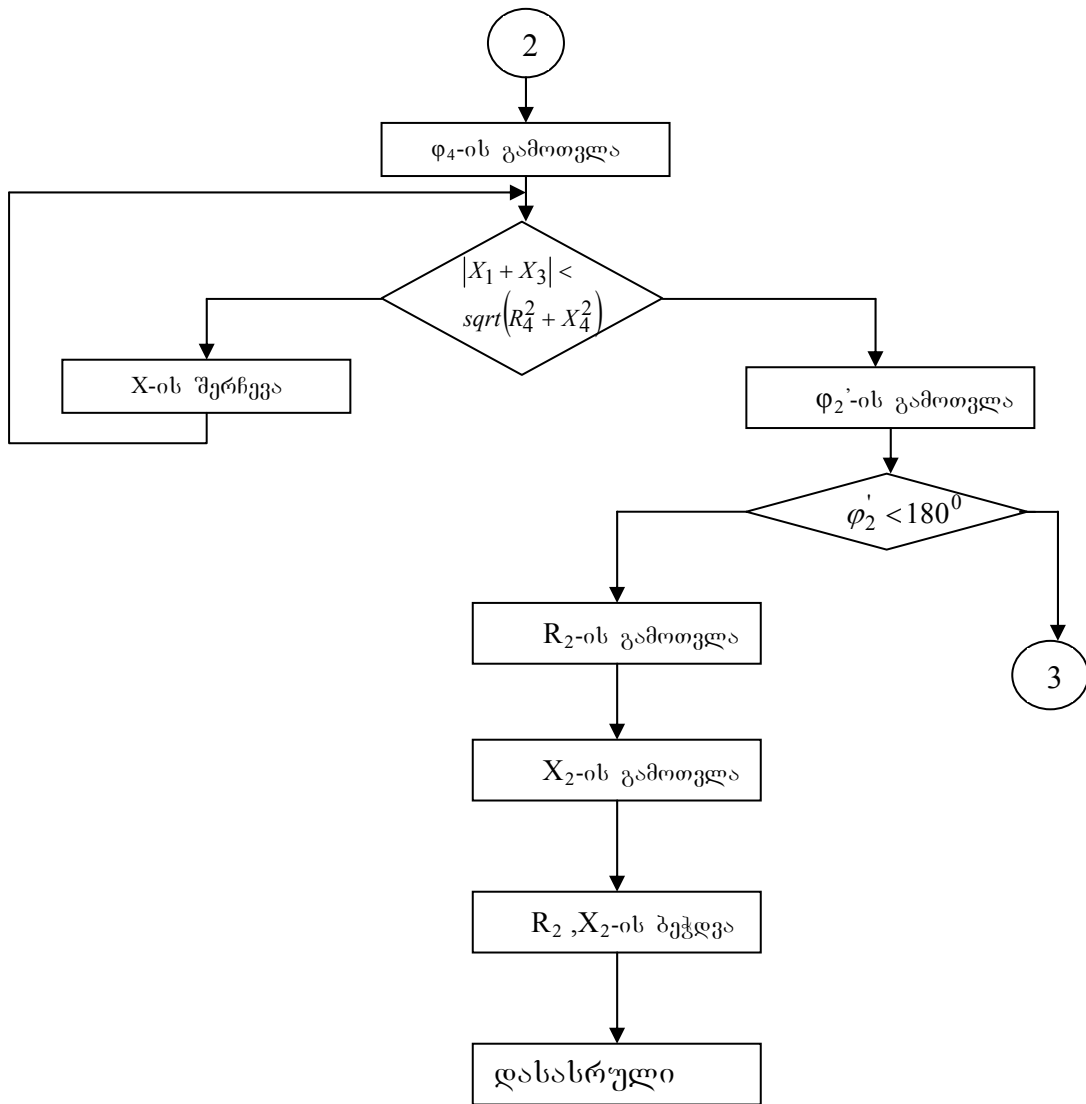 2
φ₄-ის გამოთვლა
|X₁ + X₃| <
sqrt(R₄² + X₄²)
X-ის შერჩევა
φ₂'-ის გამოთვლა
φ₂' < 180⁰
R₂-ის გამოთვლა
3
X₂-ის გამოთვლა
R₂ ,X₂-ის ბეჭდვა
დასასრული